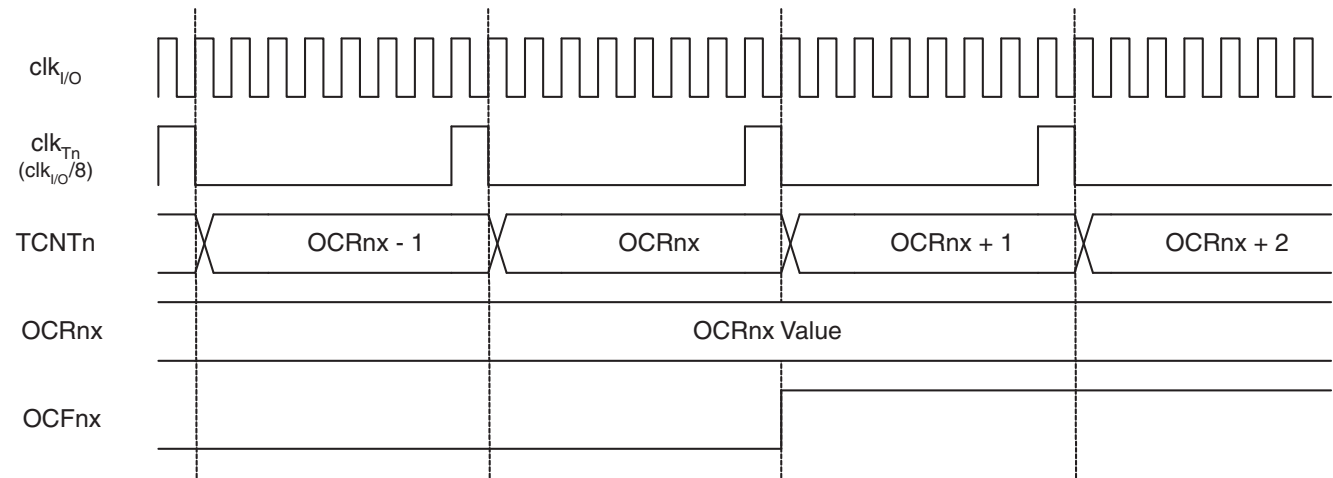 clkI/O
clkTn
(clkI/O/8)
TCNTn
OCRnx - 1
OCRnx
OCRnx + 1
OCRnx + 2
OCRnx
OCRnx Value
OCFnx